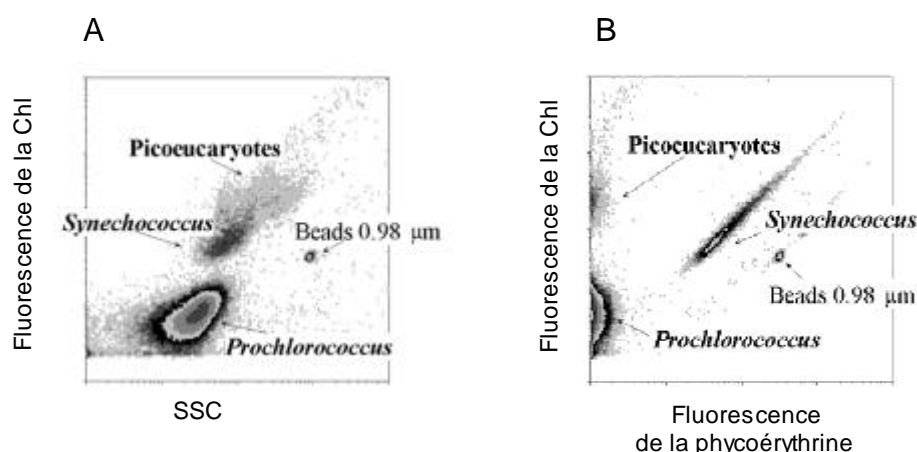 A
Fluorescence de la Chl
Picoeucaryotes
Synechococcus
Beads 0.98 µm
Prochlorococcus
SSC
B
Fluorescence de la Chl
Picoeucaryotes
Synechococcus
Beads 0.98 µm
Prochlorococcus
Fluorescence
de la phycoérythrine